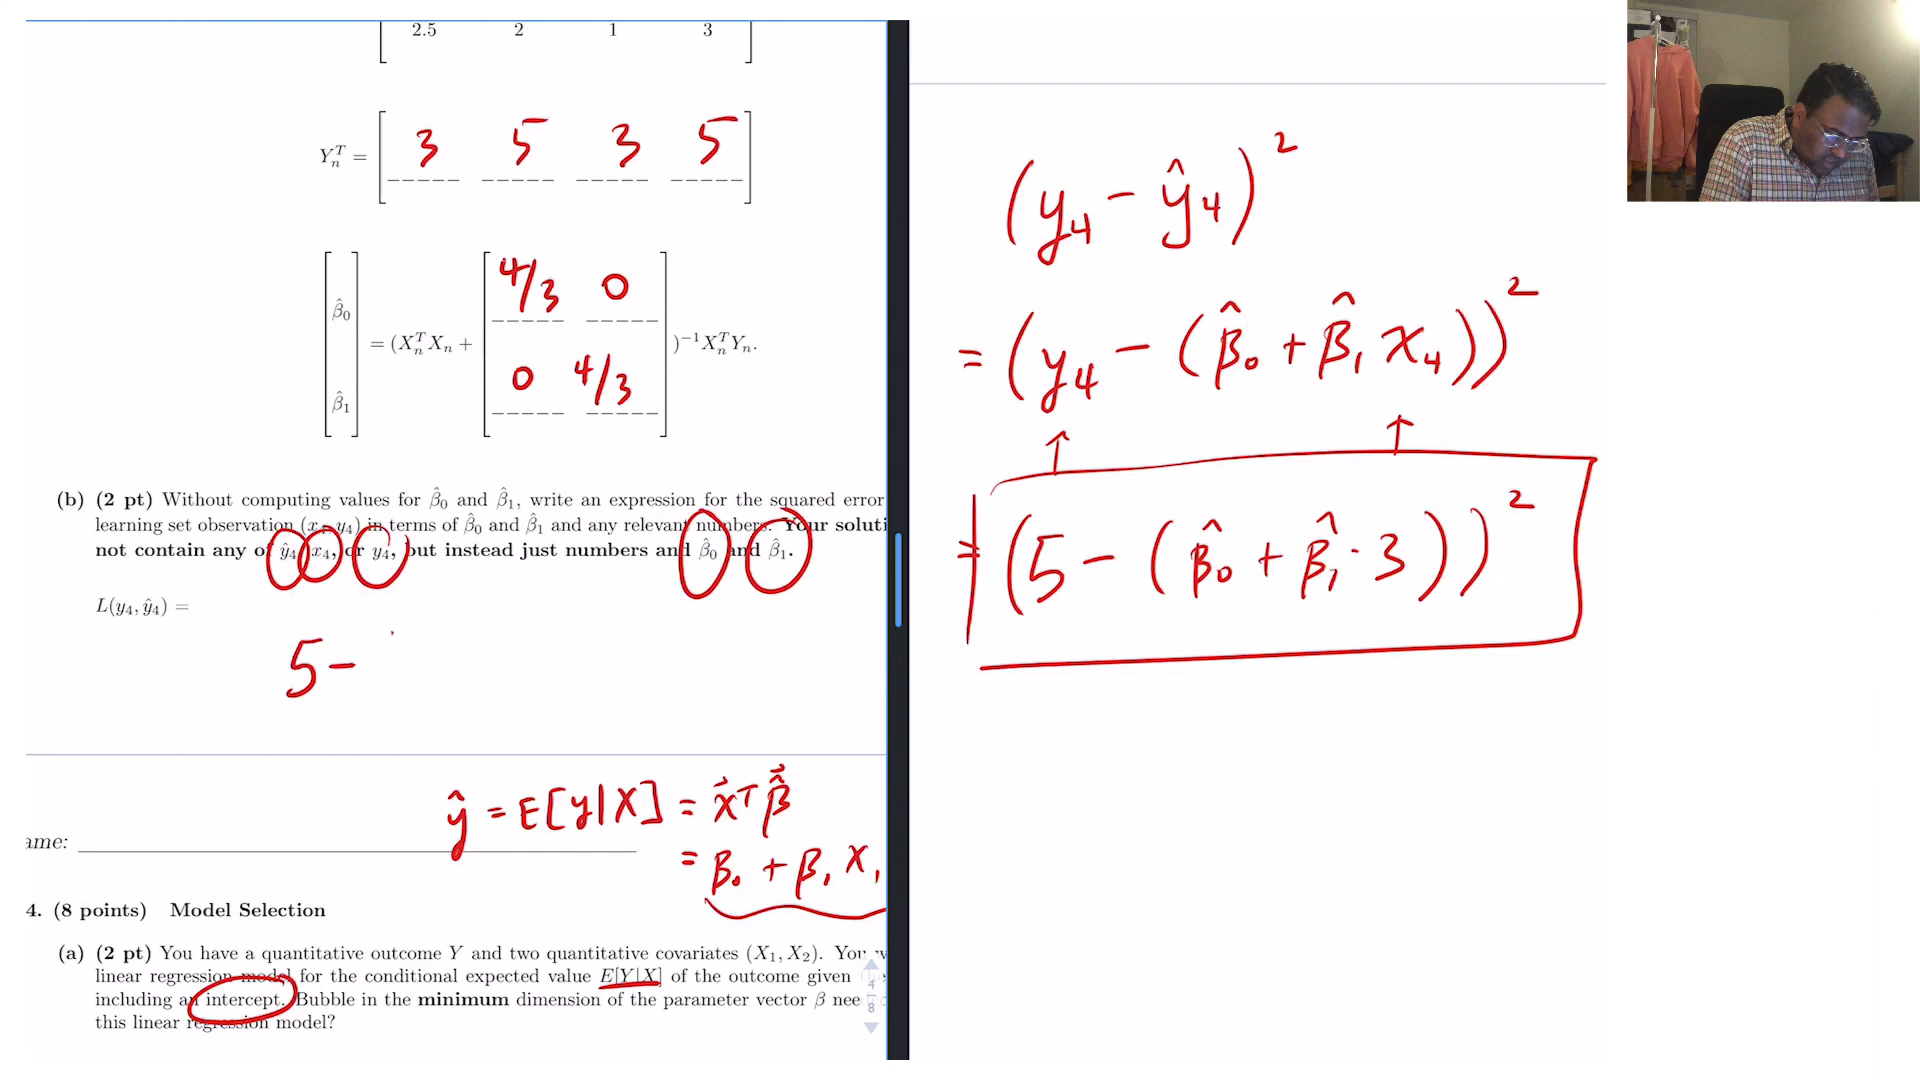 2.5 2 1 3
Y_n^T = [ 3 5 3 5 ]
[ β̂₀ β̂₁ ] = (X_n^T X_n + [ 4/3 0
0 4/3 ] )^{-1} X_n^T Y_n.
(b) (2 pt) Without computing values for β̂₀ and β̂₁, write an expression for the squared error
learning set observation (x₄, y₄) in terms of β̂₀ and β̂₁ and any relevant numbers. Your soluti
not contain any of ŷ₄, x₄, or y₄, but instead just numbers and β̂₀ and β̂₁.
L(y₄, ŷ₄) =
5 -
ŷ = E[y|X] = x⃗ᵀ β̂⃗
= β₀ + β₁ X₁
ame:
4. (8 points) Model Selection
(a) (2 pt) You have a quantitative outcome Y and two quantitative covariates (X₁, X₂). You w
linear regression model for the conditional expected value E[Y|X] of the outcome given
including an intercept. Bubble in the minimum dimension of the parameter vector β nee
this linear regression model?
4
8
(y₄ - ŷ₄)²
= (y₄ - (β̂₀ + β̂₁ x₄))²
= (5 - (β̂₀ + β̂₁ · 3))²